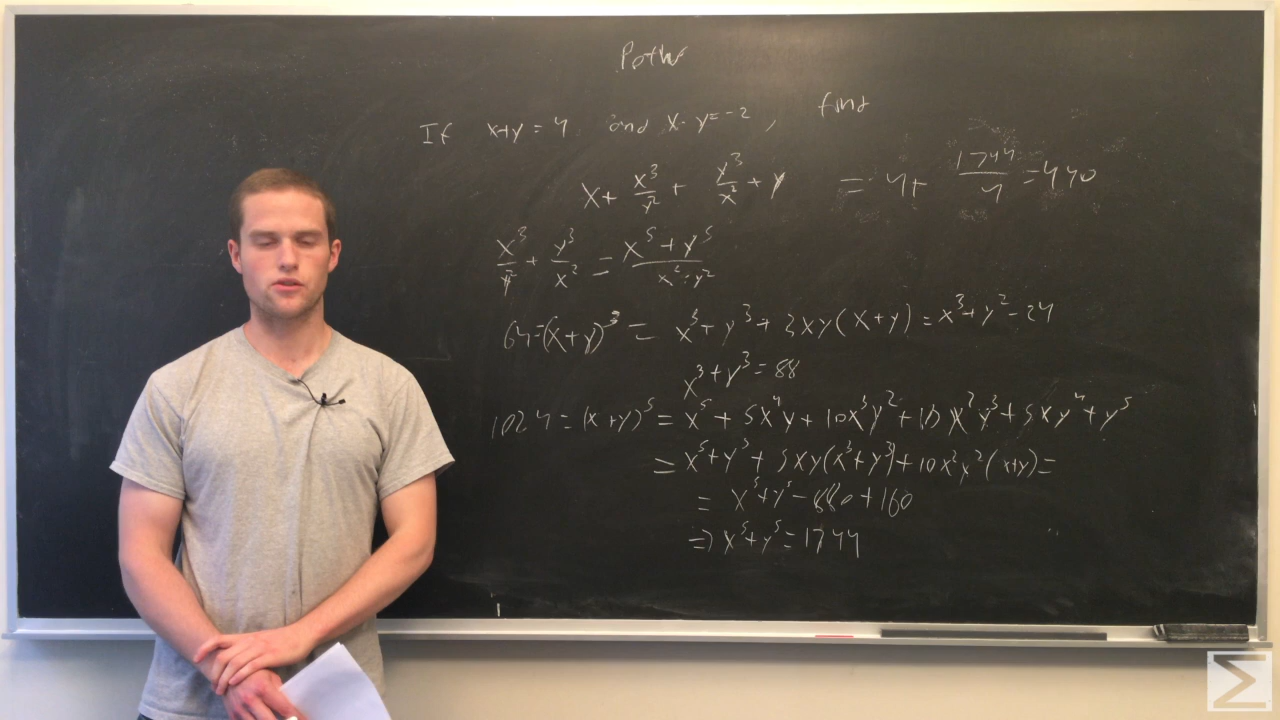 If x+y=4 and x-y=-2, find
x+ x³/y² + y³/x² + y = 4+ 1744/4 =440
x³/y² + y³/x² = x⁵+y⁵/x²·y²
64=(x+y)³ = x³+y³+3xy(x+y)=x³+y²-24
x³+y³=88
1024=(x+y)⁵ = x⁵+5x⁴y+10x³y²+10x²y³+5xy⁴+y⁵
= x⁵+y⁵+5xy(x³+y³)+10x²y²(x+y)=
= x⁵+y⁵-880+160
⇒ x⁵+y⁵=1744
Σ